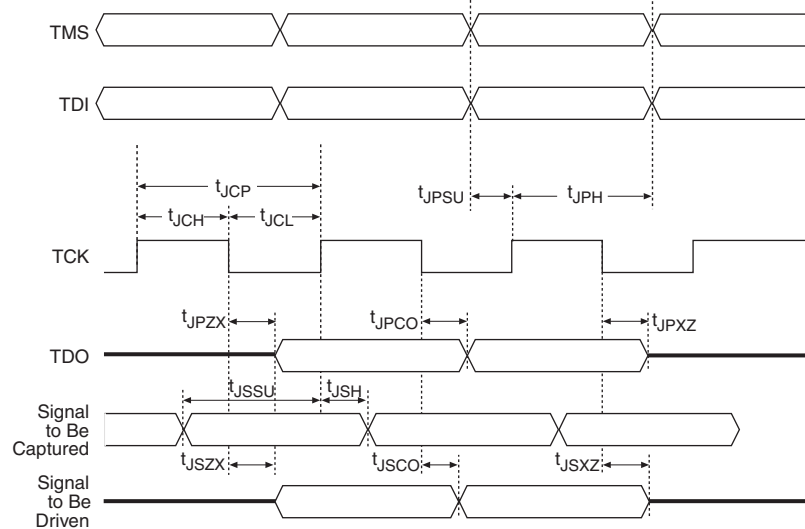 TMS
TDI
tJCP
tJPSU
tJPH
tJCH
tJCL
TCK
tJPZX
tJPCO
tJPXZ
TDO
tJSSU
tJSH
Signal
to Be
Captured
tJSZX
tJSCO
tJSXZ
Signal
to Be
Driven